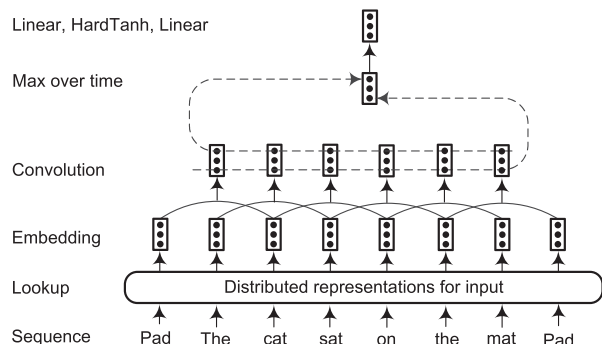 Linear, HardTanh, Linear
Max over time
Convolution
Embedding
Lookup Distributed representations for input
Sequence Pad The cat sat on the mat Pad